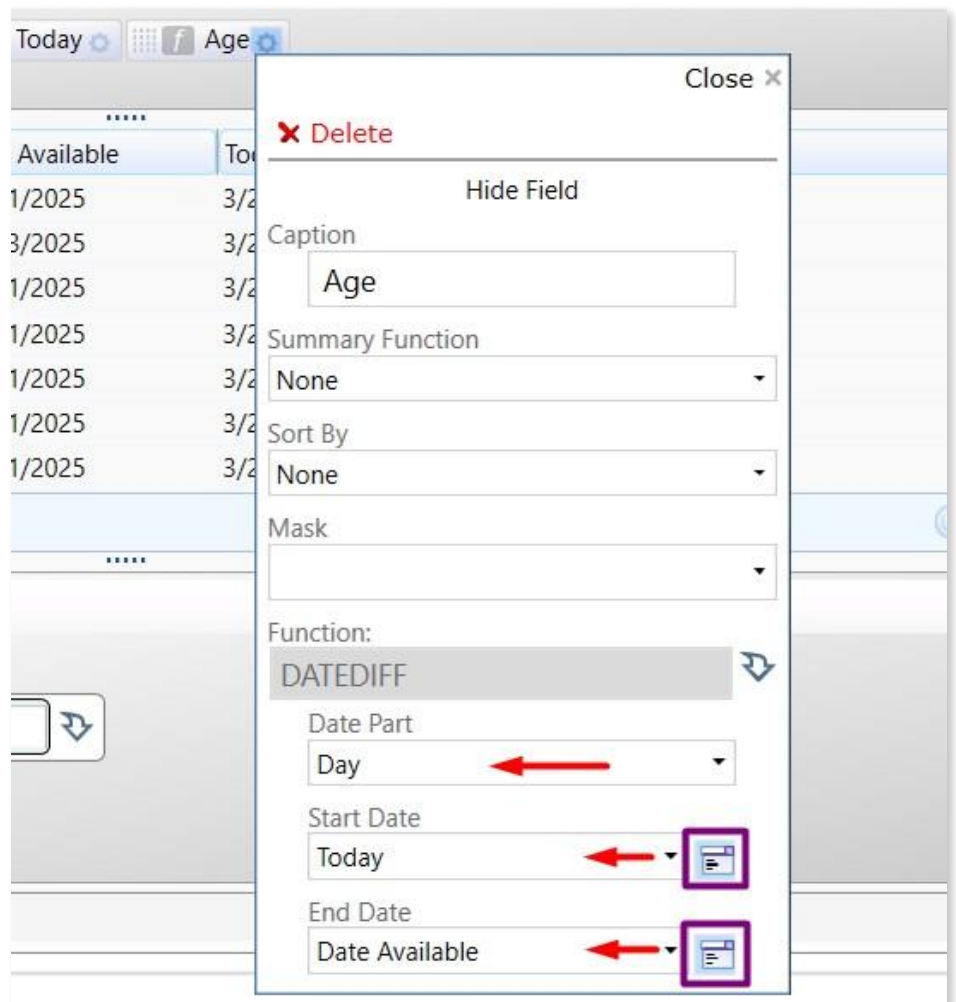 Today f Age
Close ×
Delete
Available
Hide Field
1/2025
3/2025
1/2025
1/2025
1/2025
1/2025
1/2025
Caption
Age
Summary Function
None
Sort By
None
Mask
Function:
DATEDIFF
Date Part
Day
Start Date
Today
End Date
Date Available